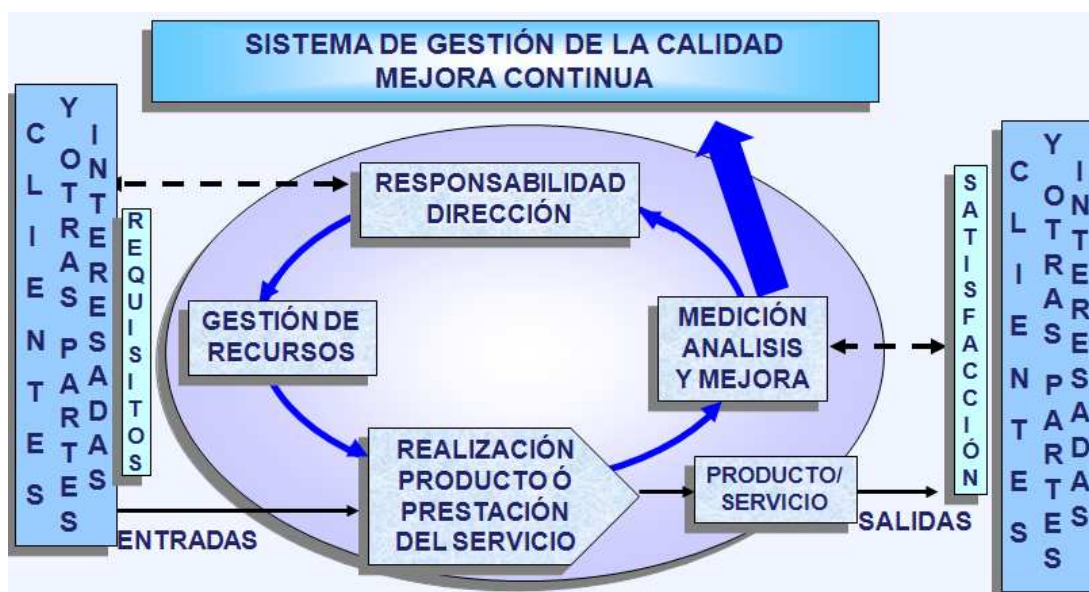 SISTEMA DE GESTIÓN DE LA CALIDAD
MEJORA CONTINUA
CLIENTES
Y OTRAS PARTES
INTERESADAS
REQUISITOS
RESPONSABILIDAD
DIRECCIÓN
GESTIÓN DE
RECURSOS
MEDICIÓN
ANALISIS
Y MEJORA
REALIZACIÓN
PRODUCTO Ó
PRESTACIÓN
DEL SERVICIO
PRODUCTO/
SERVICIO
ENTRADAS
SALIDAS
SATISFACCIÓN
CLIENTES
Y OTRAS PARTES
INTERESADAS